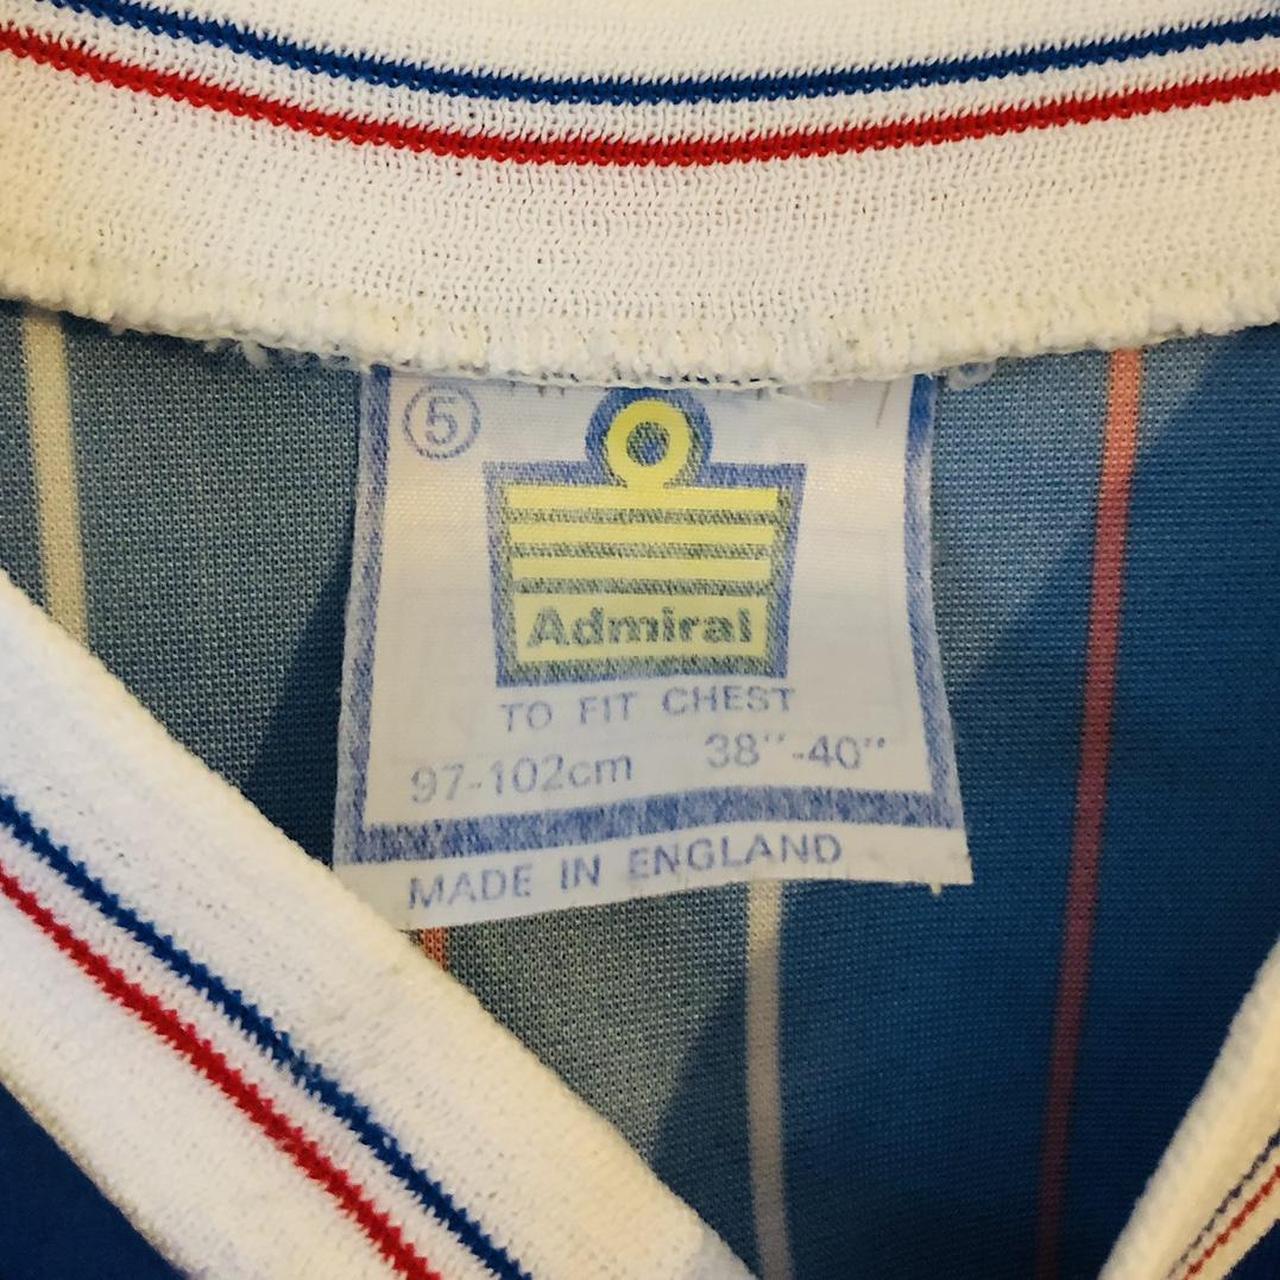 5
Admiral
TO FIT CHEST
97-102cm 38"-40"
MADE IN ENGLAND